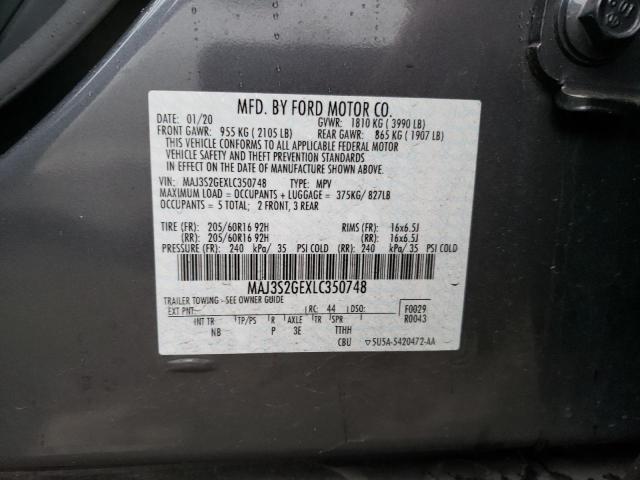 MFD. BY FORD MOTOR CO.
DATE: 01/20 GVWR: 1810 KG ( 3990 LB)
FRONT GAWR: 955 KG ( 2105 LB) REAR GAWR: 865 KG ( 1907 LB)
THIS VEHICLE CONFORMS TO ALL APPLICABLE FEDERAL MOTOR
VEHICLE SAFETY AND THEFT PREVENTION STANDARDS IN EFFECT ON
THE DATE OF MANUFACTURE SHOWN ABOVE.
VIN: MAJ3S2GEXLC350748 TYPE: MPV
MAXIMUM LOAD = OCCUPANTS + LUGGAGE = 375KG/827LB
OCCUPANTS = 5 TOTAL; 2 FRONT, 3 REAR
TIRE (FR): 205/60R16 92H RIMS (FR): 16x6.5J
(RR): 205/60R16 92H (RR): 16x6.5J
PRESSURE (FR): 240 kPa/ 35 PSI COLD (RR): 240 kPa/ 35 PSI COLD
MAJ3S2GEXLC350748
TRAILER TOWING - SEE OWNER GUIDE
EXT PNT: RC: 44 DSO: F0029
R0043
INT TR TP/PS R AXLE TR SPR
NB P 3E TTHH
CBU 5U5A-5420472-AA